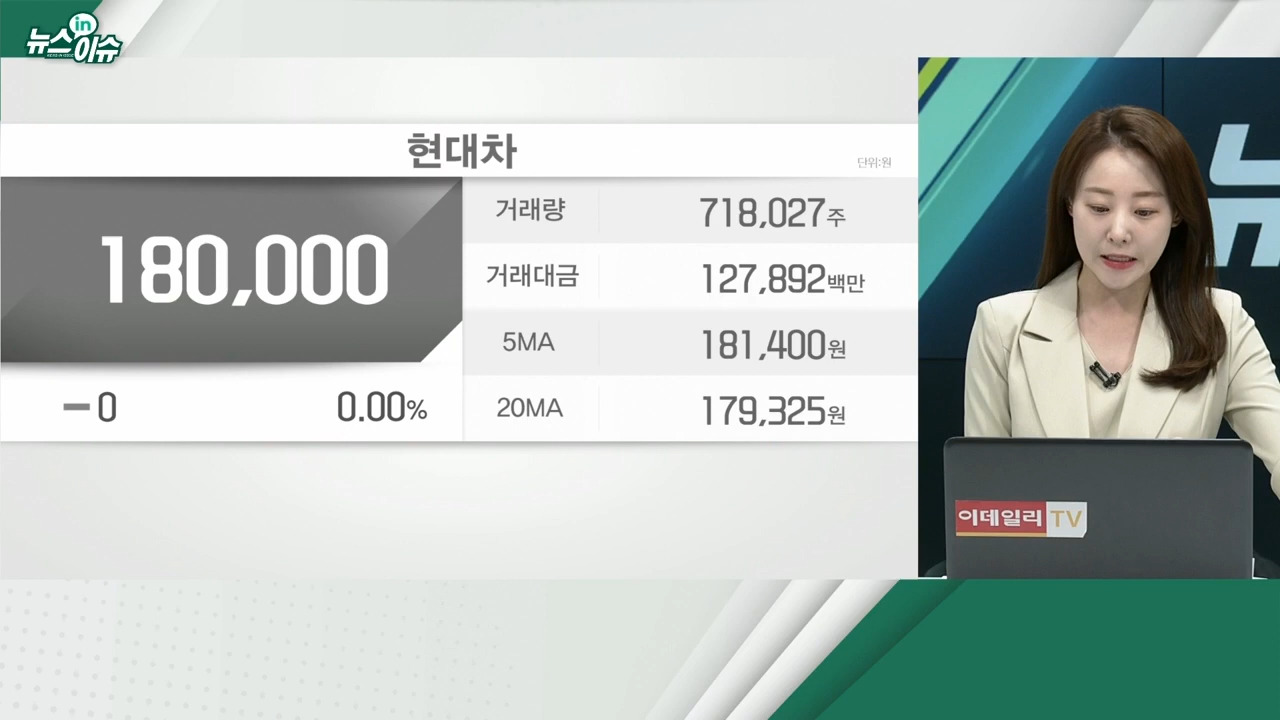 뉴스in이슈
현대차
단위:원
180,000
0 0.00%
거래량 718,027주
거래대금 127,892백만
5MA 181,400원
20MA 179,325원
뉴
이데일리TV